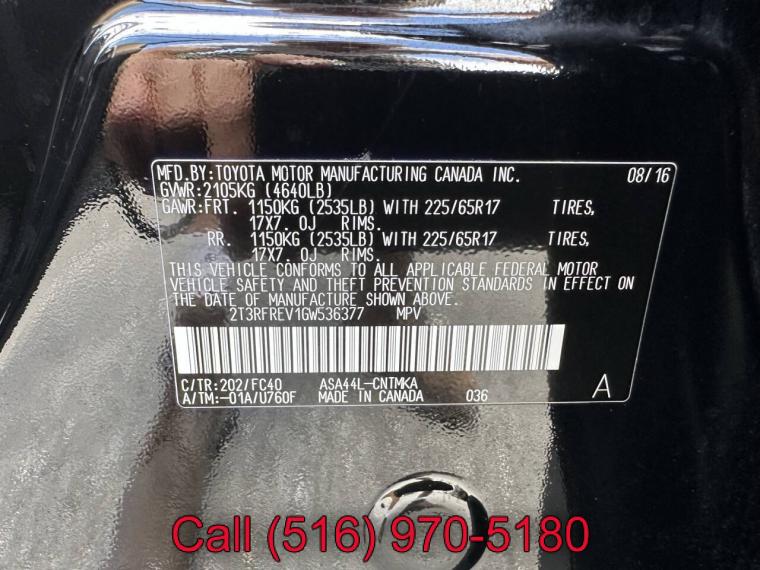 MFD.BY:TOYOTA MOTOR MANUFACTURING CANADA INC. 08/16
GVWR:2105KG (4640LB)
GAWR:FRT. 1150KG (2535LB) WITH 225/65R17 TIRES,
17X7. 0J RIMS.
RR. 1150KG (2535LB) WITH 225/65R17 TIRES,
17X7. 0J RIMS.
THIS VEHICLE CONFORMS TO ALL APPLICABLE FEDERAL MOTOR
VEHICLE SAFETY AND THEFT PREVENTION STANDARDS IN EFFECT ON
THE DATE OF MANUFACTURE SHOWN ABOVE.
2T3RFREV1GW536377 MPV
C/TR:202/FC40 ASA44L-CNTMKA
A/TM:-01A/U760F MADE IN CANADA 036 A
Call (516) 970-5180